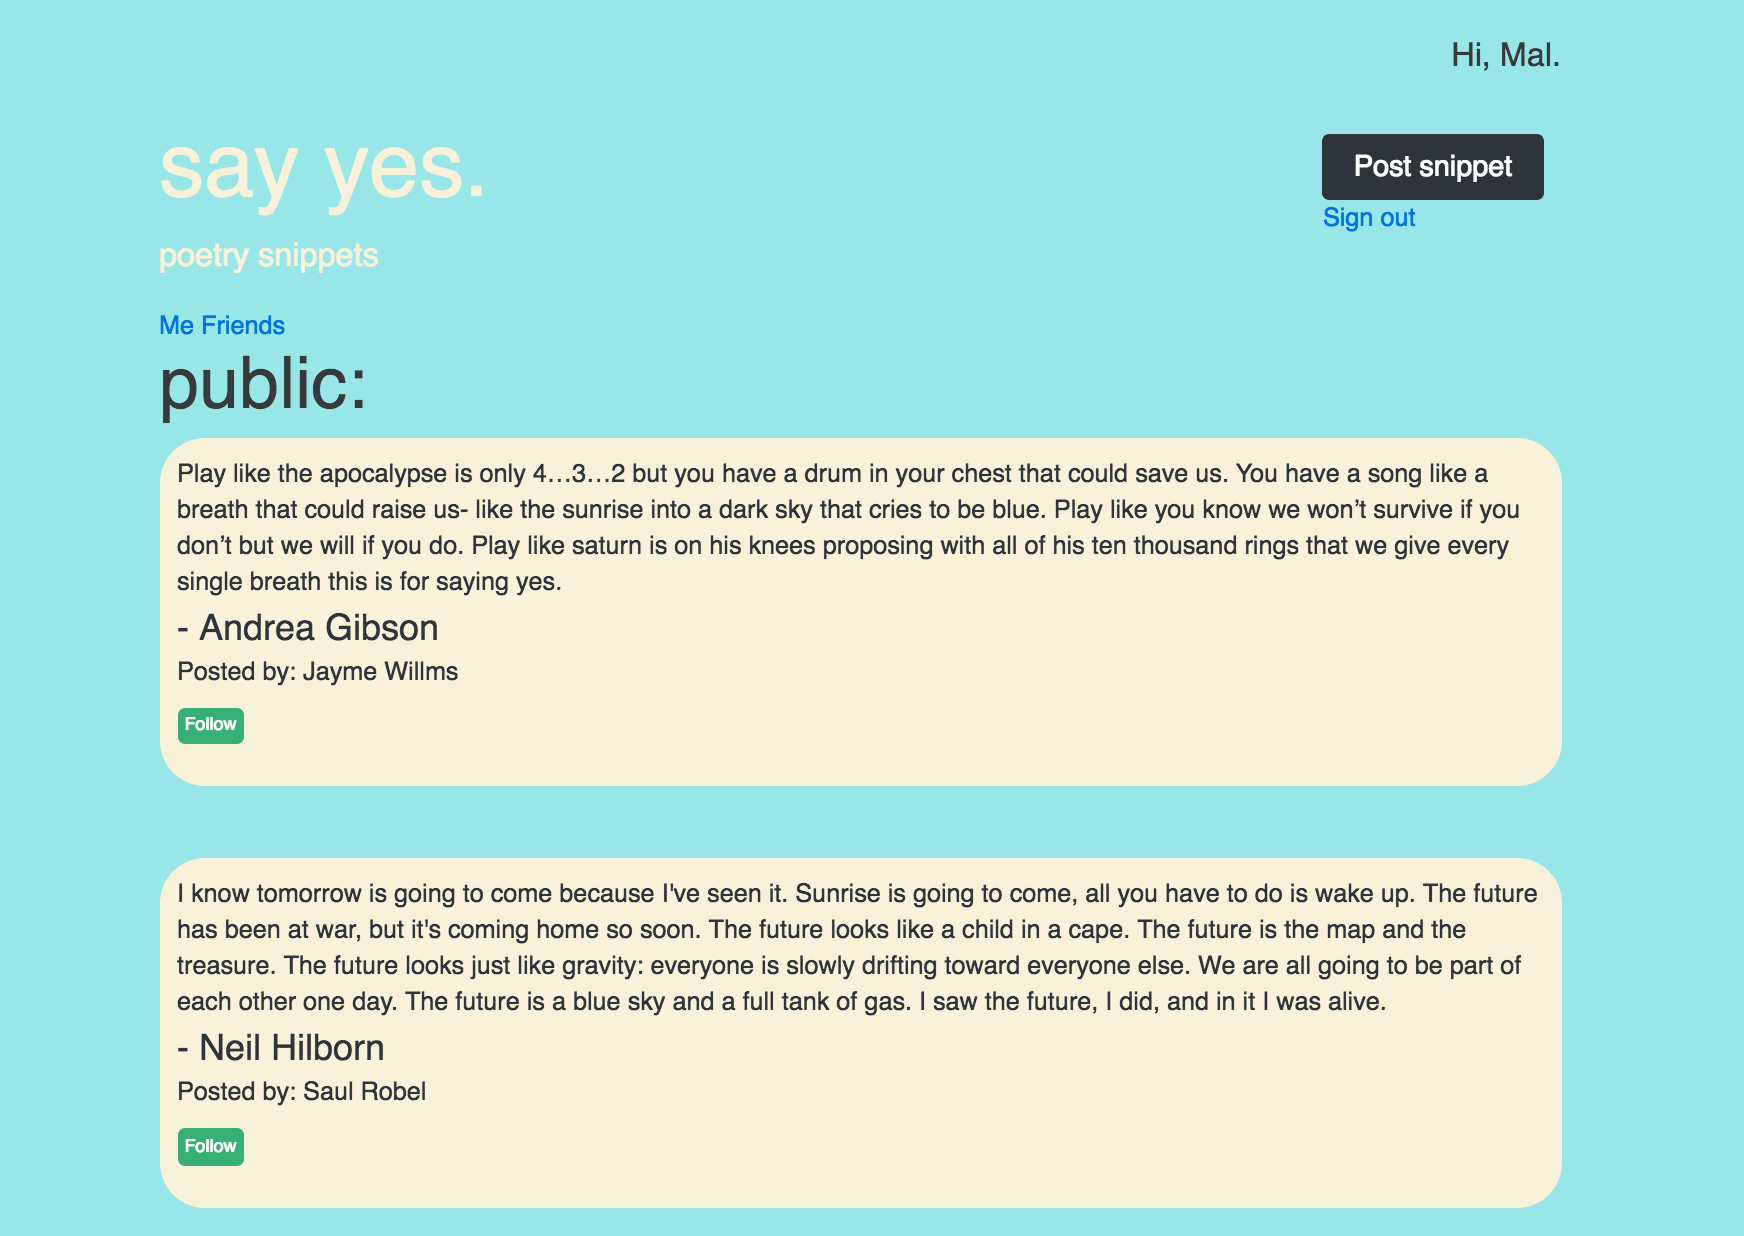 Hi, Mal.
say yes.
Post snippet
Sign out
poetry snippets
Me Friends
public:
Play like the apocalypse is only 4…3…2 but you have a drum in your chest that could save us. You have a song like a
breath that could raise us- like the sunrise into a dark sky that cries to be blue. Play like you know we won’t survive if you
don’t but we will if you do. Play like saturn is on his knees proposing with all of his ten thousand rings that we give every
single breath this is for saying yes.
- Andrea Gibson
Posted by: Jayme Willms
Follow
I know tomorrow is going to come because I've seen it. Sunrise is going to come, all you have to do is wake up. The future
has been at war, but it's coming home so soon. The future looks like a child in a cape. The future is the map and the
treasure. The future looks just like gravity: everyone is slowly drifting toward everyone else. We are all going to be part of
each other one day. The future is a blue sky and a full tank of gas. I saw the future, I did, and in it I was alive.
- Neil Hilborn
Posted by: Saul Robel
Follow